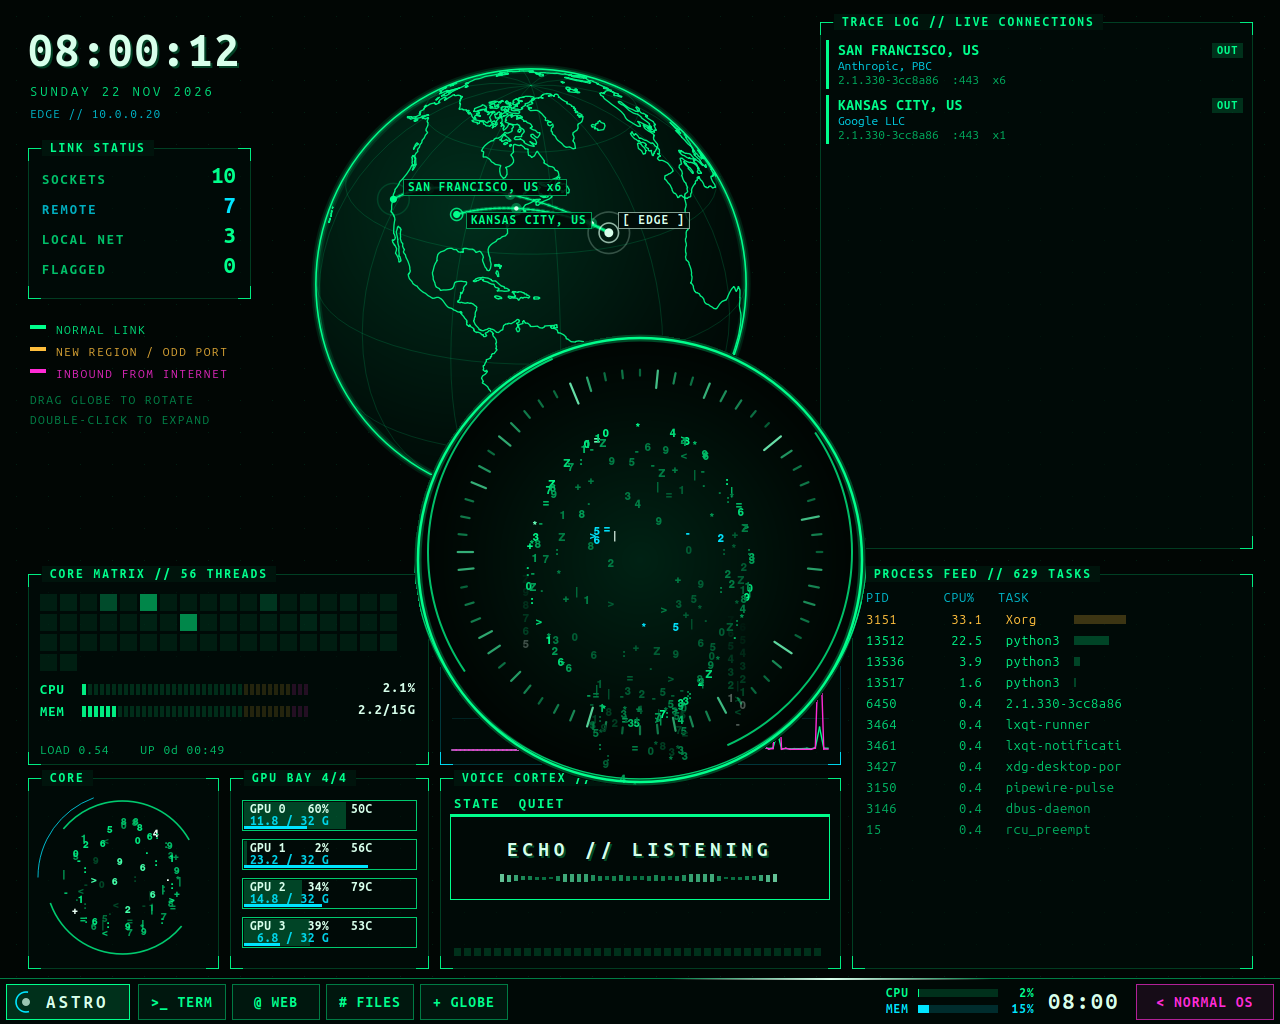 08:00:12
SUNDAY 22 NOV 2026
EDGE // 10.0.0.20
LINK STATUS
SOCKETS 10
REMOTE 7
LOCAL NET 3
FLAGGED 0
NORMAL LINK
NEW REGION / ODD PORT
INBOUND FROM INTERNET
DRAG GLOBE TO ROTATE
DOUBLE-CLICK TO EXPAND
SAN FRANCISCO, US x6
KANSAS CITY, US
[ EDGE ]
TRACE LOG // LIVE CONNECTIONS
SAN FRANCISCO, US OUT
Anthropic, PBC
2.1.330-3cc8a86 :443 x6
KANSAS CITY, US OUT
Google LLC
2.1.330-3cc8a86 :443 x1
CORE MATRIX // 56 THREADS
CPU 2.1%
MEM 2.2/15G
LOAD 0.54 UP 0d 00:49
PROCESS FEED // 629 TASKS
PID CPU% TASK
3151 33.1 Xorg
13512 22.5 python3
13536 3.9 python3
13517 1.6 python3
6450 0.4 2.1.330-3cc8a86
3464 0.4 lxqt-runner
3461 0.4 lxqt-notificati
3427 0.4 xdg-desktop-por
3160 0.4 pipewire-pulse
3146 0.4 dbus-daemon
15 0.4 rcu_preempt
CORE
GPU BAY 4/4
GPU 0 60% 50C
11.8 / 32 G
GPU 1 2% 56C
23.2 / 32 G
GPU 2 34% 79C
14.8 / 32 G
GPU 3 39% 53C
6.8 / 32 G
VOICE CORTEX //
STATE QUIET
ECHO // LISTENING
ASTRO
>_ TERM
@ WEB
# FILES
+ GLOBE
CPU 2%
MEM 15%
08:00
< NORMAL OS